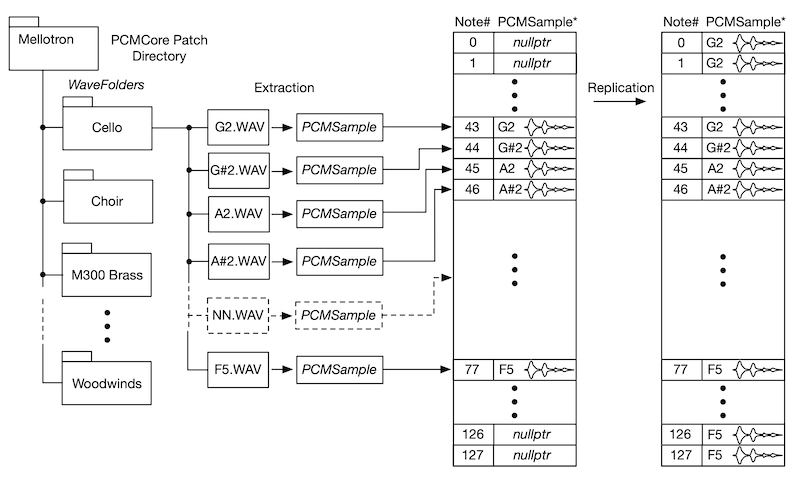 Mellotron
PCMCore Patch
Directory
WaveFolders
Cello
Choir
M300 Brass
Woodwinds
Extraction
G2.WAV
PCMSample
G#2.WAV
PCMSample
A2.WAV
PCMSample
A#2.WAV
PCMSample
NN.WAV
PCMSample
F5.WAV
PCMSample
Note# PCMSample*
0 nullptr
1 nullptr
43 G2
44 G#2
45 A2
46 A#2
77 F5
126 nullptr
127 nullptr
Replication
Note# PCMSample*
0 G2
1 G2
43 G2
44 G#2
45 A2
46 A#2
77 F5
126 F5
127 F5